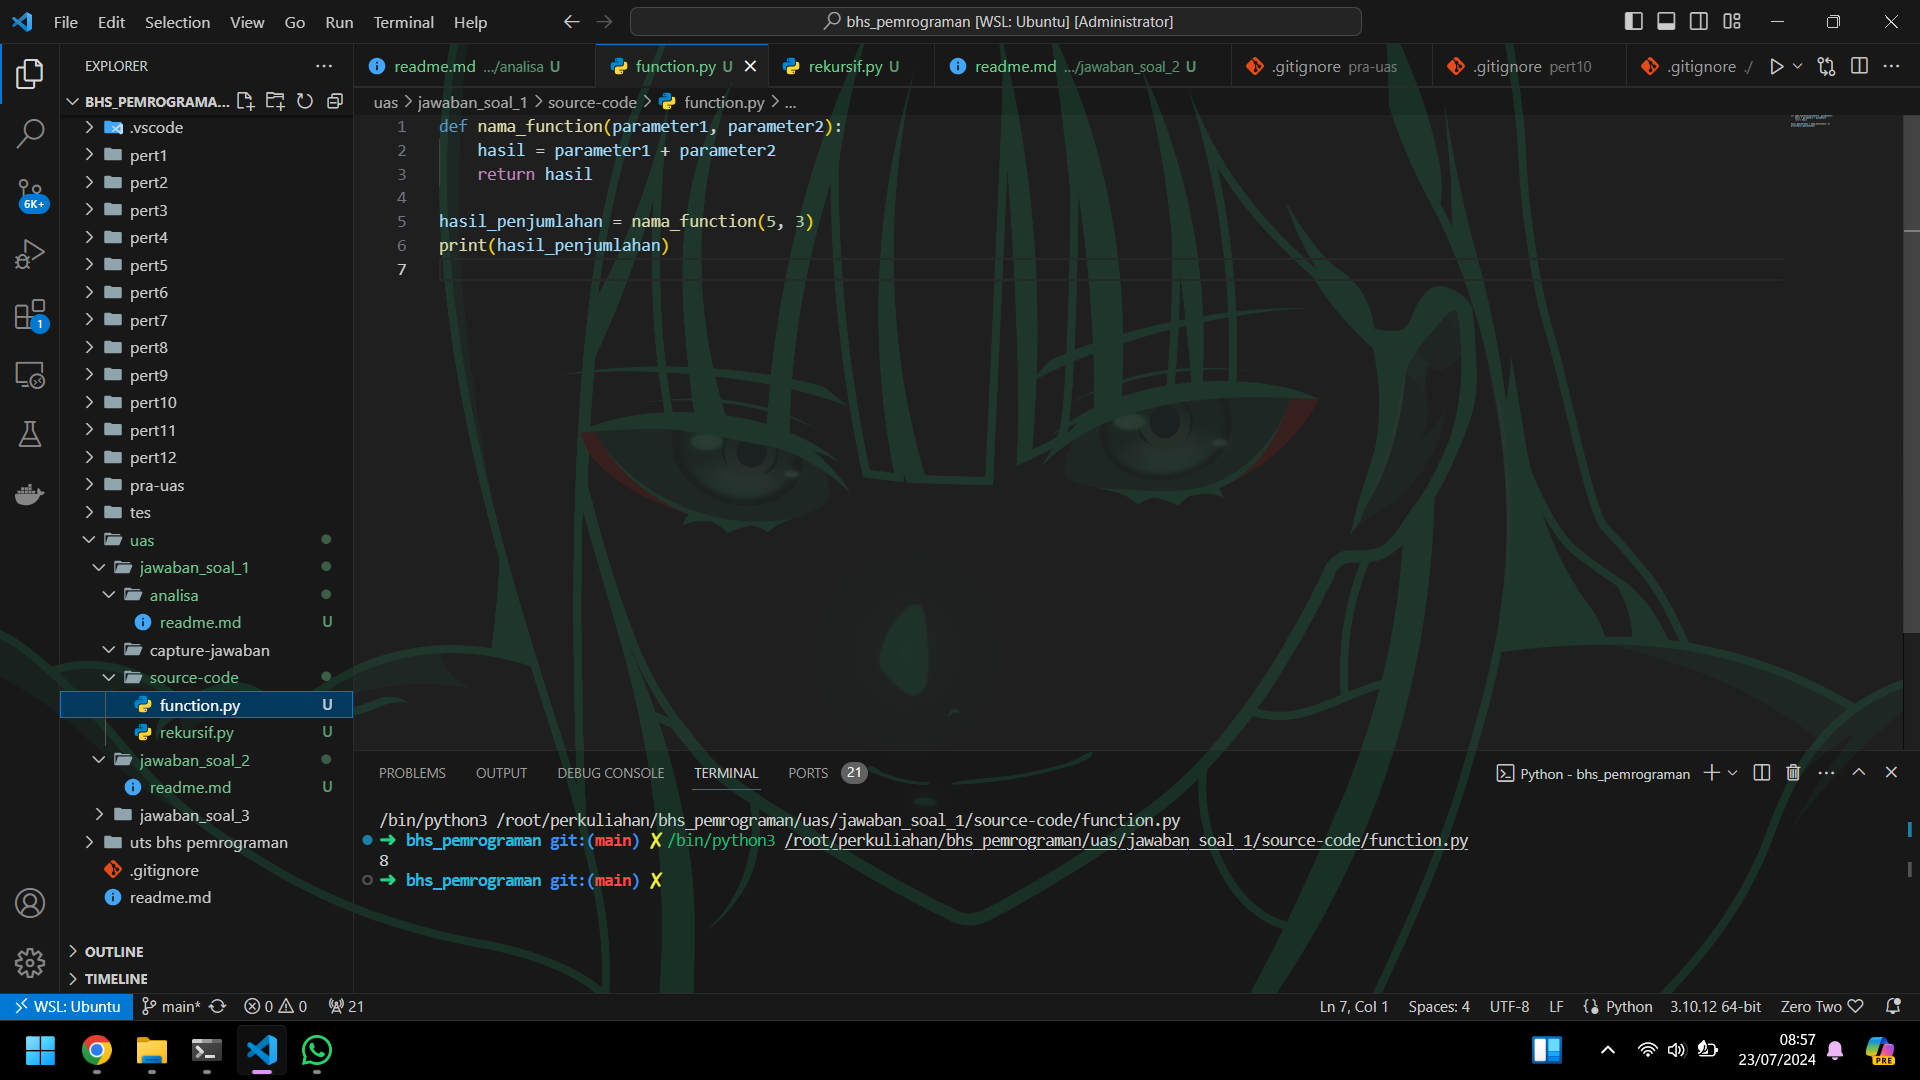 File Edit Selection View Go Run Terminal Help
bhs_pemrograman [WSL: Ubuntu] [Administrator]
EXPLORER
readme.md .../analisa U
function.py U
rekursif.py U
readme.md .../jawaban_soal_2 U
.gitignore pra-uas
.gitignore pert10
.gitignore ./
BHS_PEMROGRAMA...
uas > jawaban_soal_1 > source-code > function.py > ...
.vscode
pert1
pert2
pert3
pert4
pert5
pert6
pert7
pert8
pert9
pert10
pert11
pert12
pra-uas
tes
uas
jawaban_soal_1
analisa
readme.md U
capture-jawaban
source-code
function.py U
rekursif.py U
jawaban_soal_2
readme.md U
jawaban_soal_3
uts bhs pemrograman
.gitignore
readme.md
OUTLINE
TIMELINE
6K+
1
1 def nama_function(parameter1, parameter2):
2 hasil = parameter1 + parameter2
3 return hasil
4
5 hasil_penjumlahan = nama_function(5, 3)
6 print(hasil_penjumlahan)
7
PROBLEMS OUTPUT DEBUG CONSOLE TERMINAL PORTS 21
Python - bhs_pemrograman
/bin/python3 /root/perkuliahan/bhs_pemrograman/uas/jawaban_soal_1/source-code/function.py
➜ bhs_pemrograman git:(main) ✗ /bin/python3 /root/perkuliahan/bhs_pemrograman/uas/jawaban_soal_1/source-code/function.py
8
➜ bhs_pemrograman git:(main) ✗
WSL: Ubuntu main* 0 0 21
Ln 7, Col 1 Spaces: 4 UTF-8 LF Python 3.10.12 64-bit Zero Two
08:57
23/07/2024
PRE